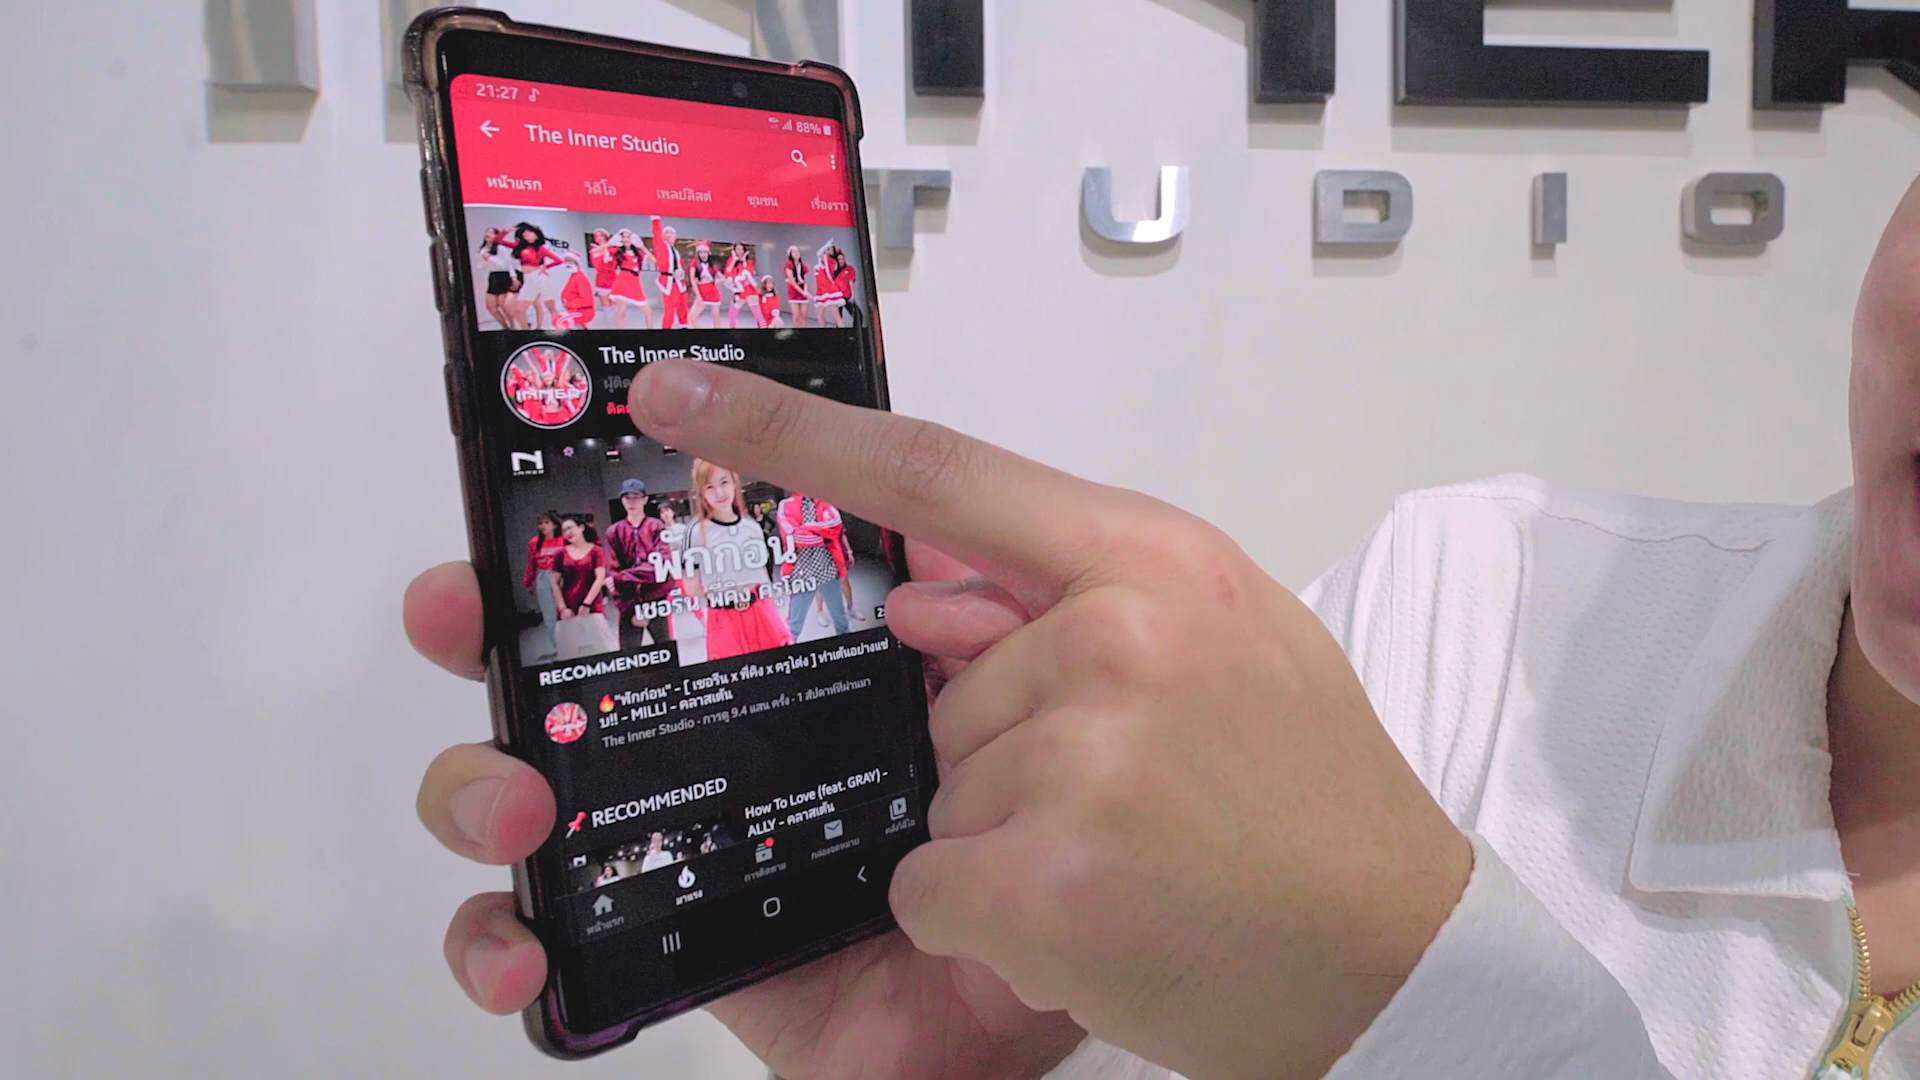 INNER
STUDIO
21:27
88%
The Inner Studio
หน้าแรก วิดีโอ เพลย์ลิสต์ ชุมชน เรื่องราว
The Inner Studio
INNER
พักก่อน
เชอรีน พี่คิง ครูโต่ง
RECOMMENDED
🔥"พักก่อน" - [ เชอรีน x พี่คิง x ครูโต่ง ] ทำเต้นอย่างแซ่
บ!! - MILLI - คลาสเต้น
The Inner Studio · การดู 9.4 แสน ครั้ง · 1 สัปดาห์ที่ผ่านมา
📌 RECOMMENDED
How To Love (feat. GRAY) -
ALLY - คลาสเต้น
หน้าแรก มาแรง การติดตาม กล่องจดหมาย คลังวิดีโอ